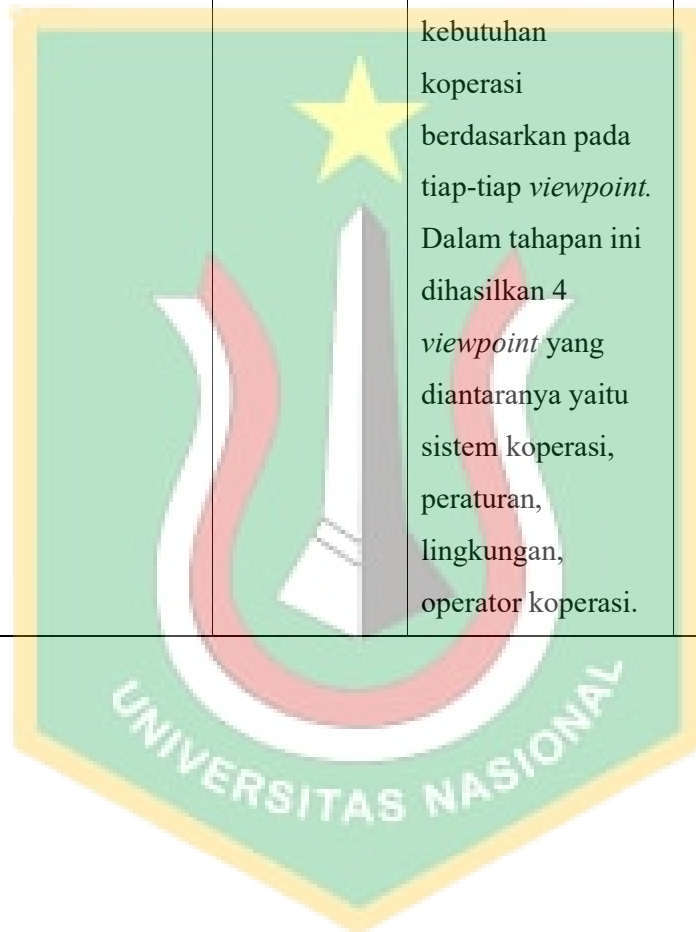 kebutuhan
koperasi
berdasarkan pada
tiap-tiap viewpoint.
Dalam tahapan ini
dihasilkan 4
viewpoint yang
diantaranya yaitu
sistem koperasi,
peraturan,
lingkungan,
operator koperasi.
UNIVERSITAS NASIONAL